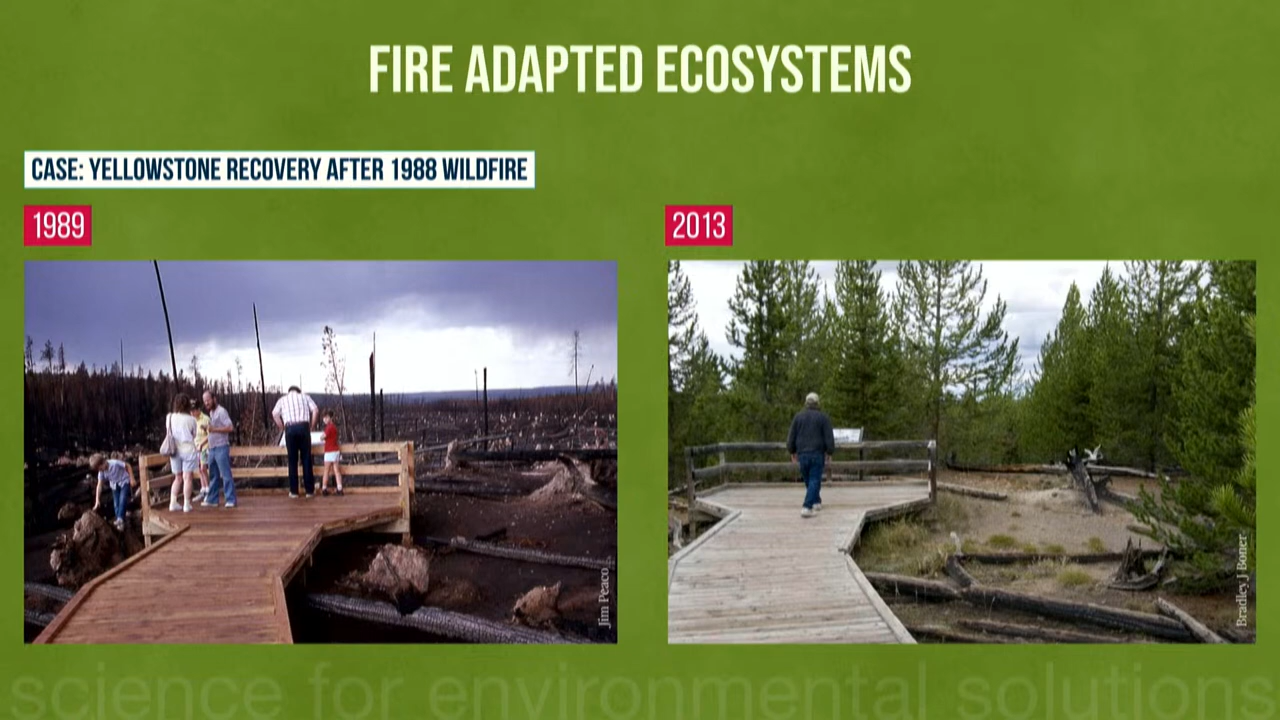 FIRE ADAPTED ECOSYSTEMS
CASE: YELLOWSTONE RECOVERY AFTER 1988 WILDFIRE
1989
2013
Jim Peaco
Bradley J Boner
science for environmental solutions